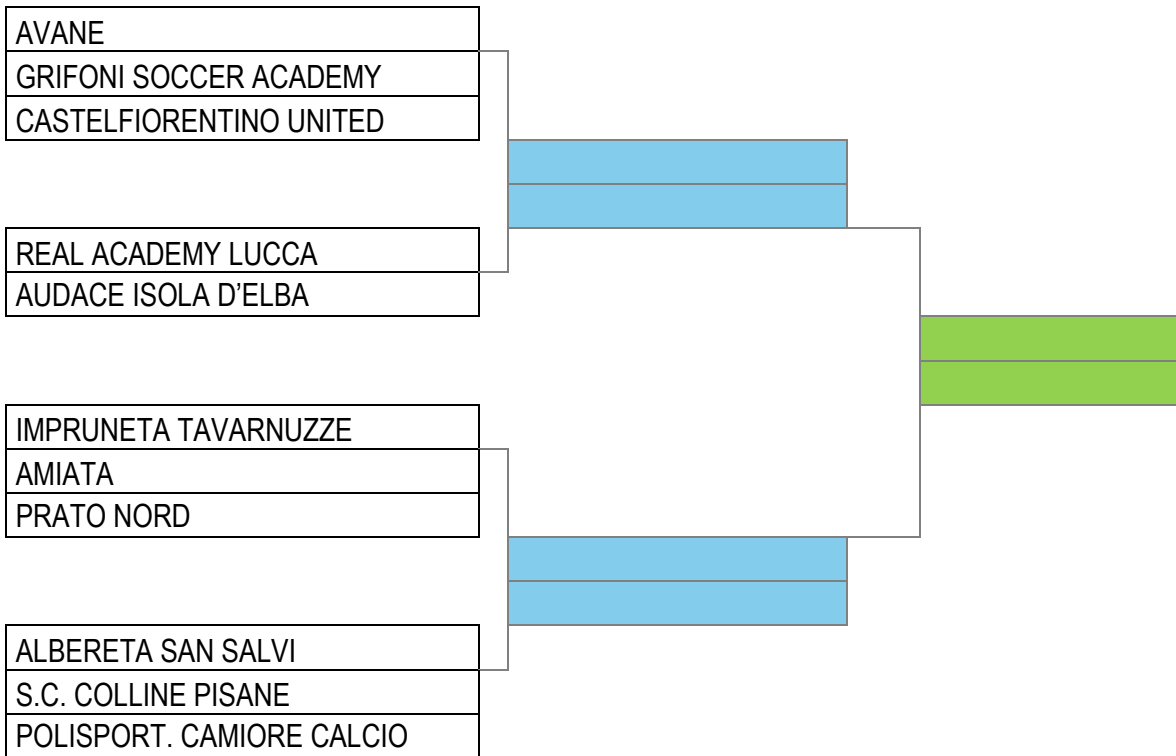 AVANE
GRIFONI SOCCER ACADEMY
CASTELFIORENTINO UNITED
REAL ACADEMY LUCCA
AUDACE ISOLA D’ELBA
IMPRUNETA TAVARNUZZE
AMIATA
PRATO NORD
ALBERETA SAN SALVI
S.C. COLLINE PISANE
POLISPORT. CAMIORE CALCIO